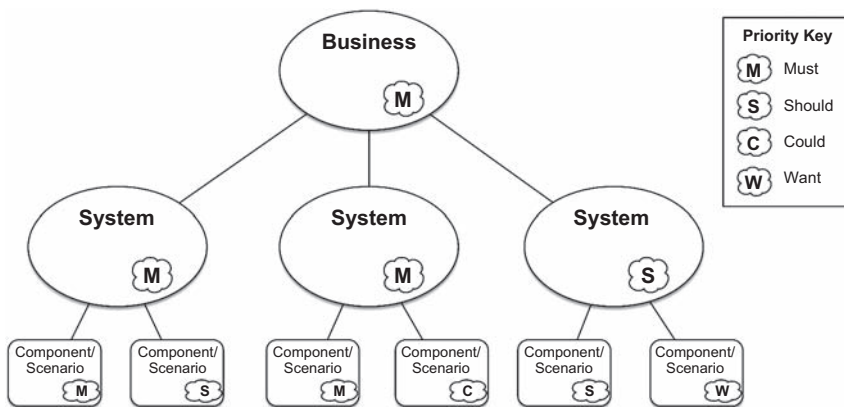 Business
M
Priority Key
M Must
S Should
C Could
W Want
System
M
System
M
System
S
Component/
Scenario
M
Component/
Scenario
S
Component/
Scenario
M
Component/
Scenario
C
Component/
Scenario
S
Component/
Scenario
W